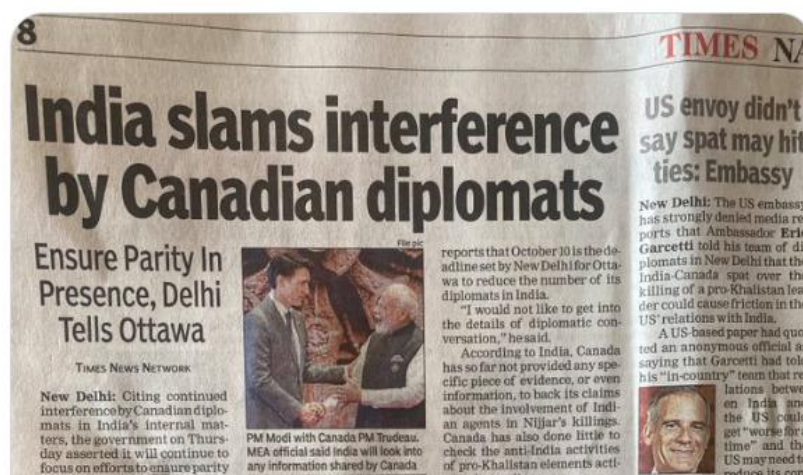 8
TIMES NA
India slams interference
by Canadian diplomats
Ensure Parity In
Presence, Delhi
Tells Ottawa
TIMES NEWS NETWORK
New Delhi: Citing continued
interference by Canadian diplo-
mats in India's internal mat-
ters, the government on Thurs-
day asserted it will continue to
focus on efforts to ensure parity
File pic
PM Modi with Canada PM Trudeau.
MEA official said India will look into
any information shared by Canada
reports that October 10 is the de-
adline set by New Delhi for Otta-
wa to reduce the number of its
diplomats in India.
"I would not like to get into
the details of diplomatic con-
versation," he said.
According to India, Canada
has so far not provided any spe-
cific piece of evidence, or even
information, to back its claims
about the involvement of Indi-
an agents in Nijjar's killings.
Canada has also done little to
check the anti-India activities
of pro-Khalistan elements acti-
US envoy didn't
say spat may hit
ties: Embassy
New Delhi: The US embassy
has strongly denied media re
ports that Ambassador Eric
Garcetti told his team of di
plomats in New Delhi that the
India-Canada spat over the
killing of a pro-Khalistan lea
der could cause friction in the
US' relations with India.
A US-based paper had quo
ted an anonymous official a
saying that Garcetti had told
his "in-country" team that re
lations betwe
en India and
the US could
get "worse for a
time" and tha
US may need t
reduce its